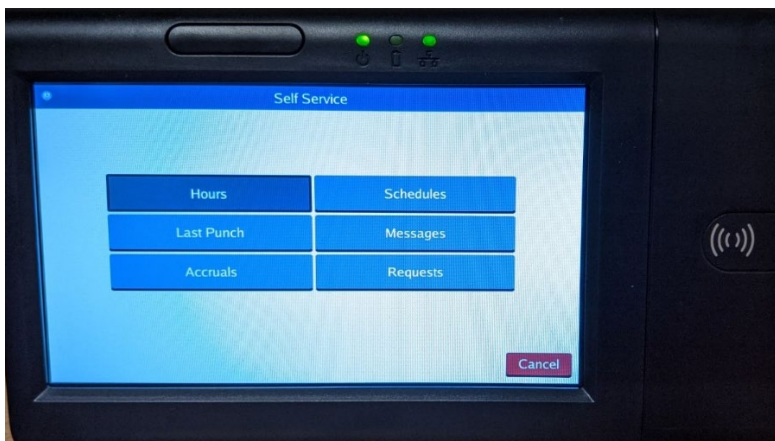 Self Service
Hours
Schedules
Last Punch
Messages
Accruals
Requests
Cancel